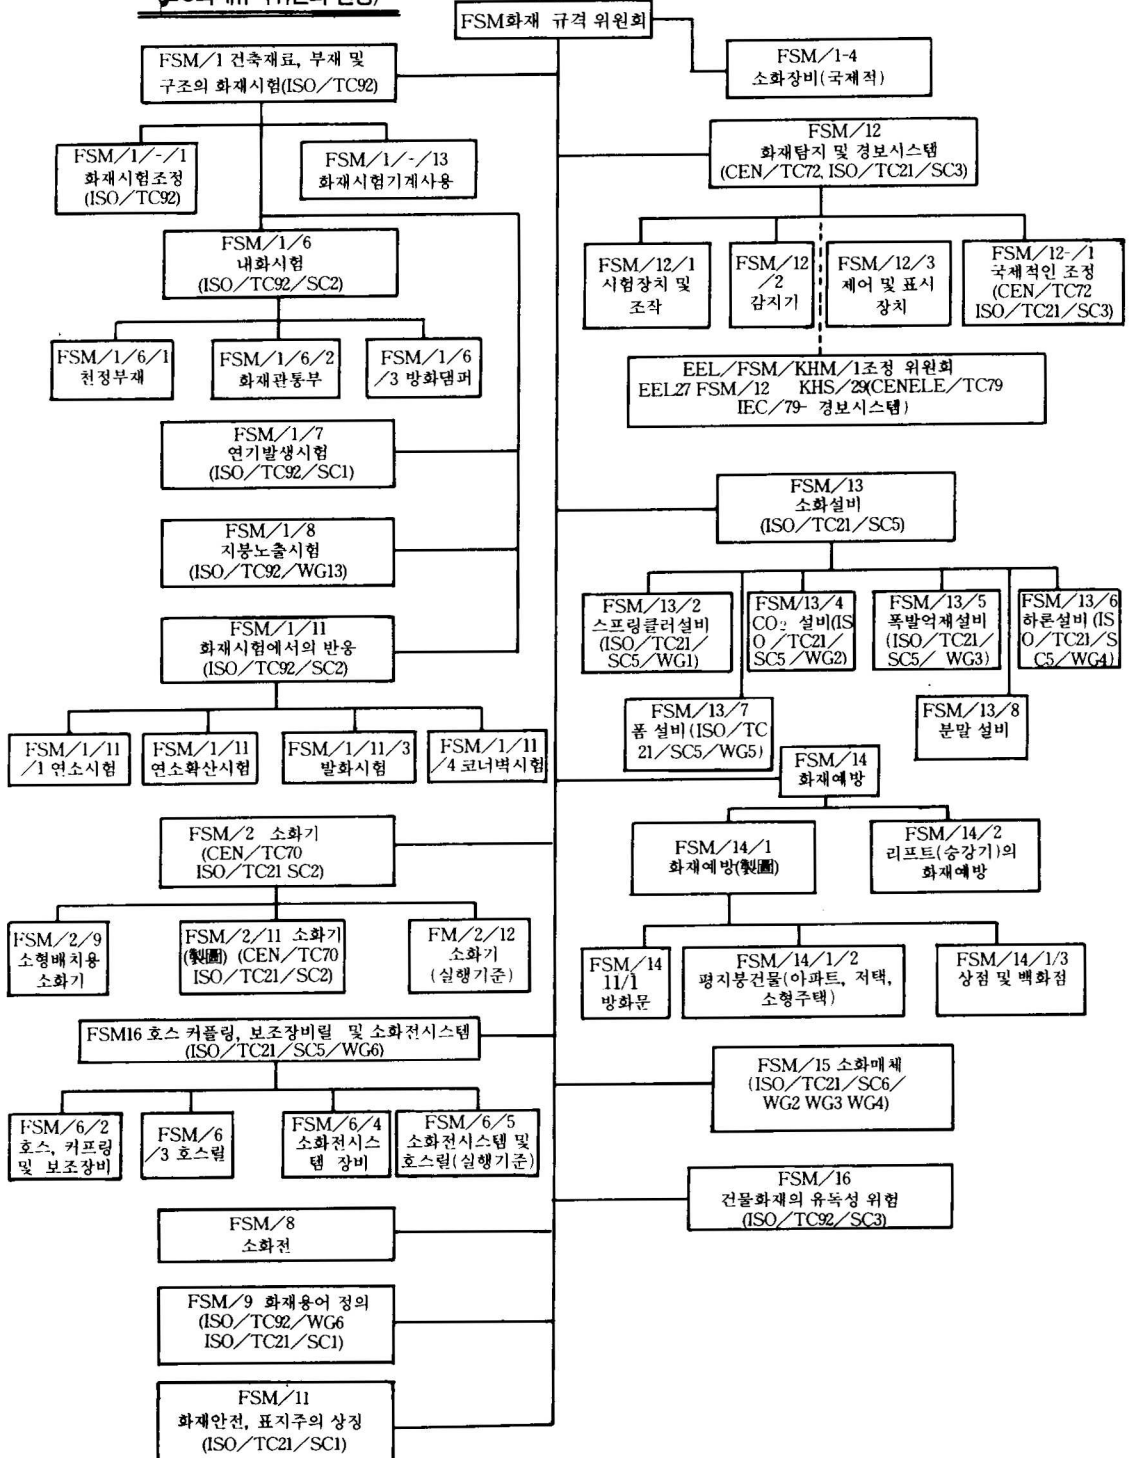 FSM화재 규격 위원회
FSM/1-4
소화장비(국제적)
FSM/1 건축재료, 부재 및
구조의 화재시험(ISO/TC92)
FSM/1/-/1
화재시험조정
(ISO/TC92)
FSM/1/-/13
화재시험기계사용
FSM/1/6
내화시험
(ISO/TC92/SC2)
FSM/1/6/1
천정부재
FSM/1/6/2
화재관통부
FSM/1/6
/3 방화댐퍼
FSM/1/7
연기발생시험
(ISO/TC92/SC1)
FSM/1/8
지붕노출시험
(ISO/TC92/WG13)
FSM/1/11
화재시험에서의 반응
(ISO/TC92/SC2)
FSM/1/11
/1 연소시험
FSM/1/11
연소확산시험
FSM/1/11/3
발화시험
FSM/1/11
/4 코너벽시험
FSM/2 소화기
(CEN/TC70
ISO/TC21 SC2)
FSM/2/9
소형배치용
소화기
FSM/2/11 소화기
(製圖) (CEN/TC70
ISO/TC21/SC2)
FM/2/12
소화기
(실행기준)
FSM16 호스 커플링, 보조장비릴 및 소화전시스템
(ISO/TC21/SC5/WG6)
FSM/6/2
호스, 커프링
및 보조장비
FSM/6
/3 호스릴
FSM/6/4
소화전시스
템 장비
FSM/6/5
소화전시스템 및
호스릴(실행기준)
FSM/8
소화전
FSM/9 화재용어 정의
(ISO/TC92/WG6
ISO/TC21/SC1)
FSM/11
화재안전, 표지주의 상징
(ISO/TC21/SC1)
FSM/12
화재탐지 및 경보시스템
(CEN/TC72, ISO/TC21/SC3)
FSM/12/1
시험장치 및
조작
FSM/12
/2
감지기
FSM/12/3
제어 및 표시
장치
FSM/12-/1
국제적인 조정
(CEN/TC72
ISO/TC21/SC3)
EEL/FSM/KHM/1조정 위원회
EEL27 FSM/12 KHS/29(CENELE/TC79
IEC/79- 경보시스템)
FSM/13
소화설비
(ISO/TC21/SC5)
FSM/13/2
스프링클러설비
(ISO/TC21/
SC5/WG1)
FSM/13/4
CO₂ 설비(IS
O/TC21/
SC5/WG2)
FSM/13/5
폭발억제설비
(ISO/TC21/
SC5/ WG3)
FSM/13/6
하론설비(IS
O/TC21/S
C5/WG4)
FSM/13/7
폼 설비(ISO/TC
21/SC5/WG5)
FSM/13/8
분말 설비
FSM/14
화재예방
FSM/14/1
화재예방(製圖)
FSM/14/2
리프트(승강기)의
화재예방
FSM/14
11/1
방화문
FSM/14/1/2
평지붕건물(아파트, 저택,
소형주택)
FSM/14/1/3
상점 및 백화점
FSM/15 소화매체
(ISO/TC21/SC6/
WG2 WG3 WG4)
FSM/16
건물화재의 유독성 위험
(ISO/TC92/SC3)